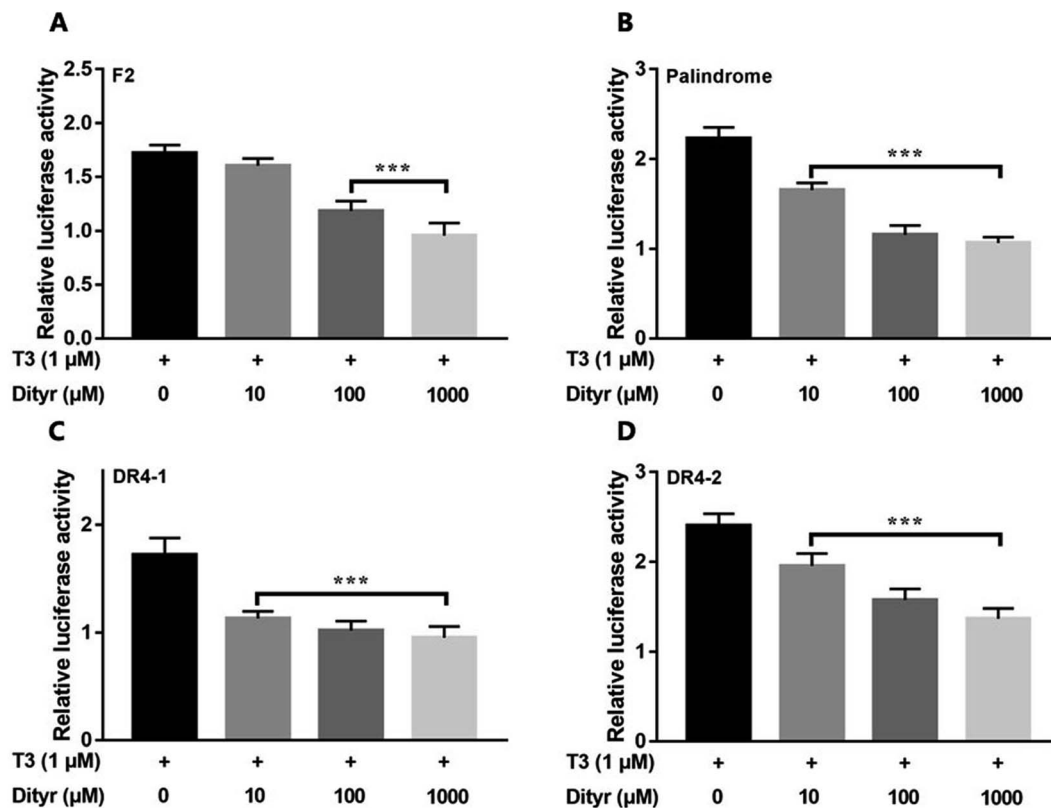 A
F2
Relative luciferase activity
2.5
2.0
1.5
1.0
0.5
0.0
***
T3 (1 μM) + + + +
Dityr (μM) 0 10 100 1000
B
Palindrome
Relative luciferase activity
3
2
1
0
***
T3 (1 μM) + + + +
Dityr (μM) 0 10 100 1000
C
DR4-1
Relative luciferase activity
2
1
0
***
T3 (1 μM) + + + +
Dityr (μM) 0 10 100 1000
D
DR4-2
Relative luciferase activity
3
2
1
0
***
T3 (1 μM) + + + +
Dityr (μM) 0 10 100 1000